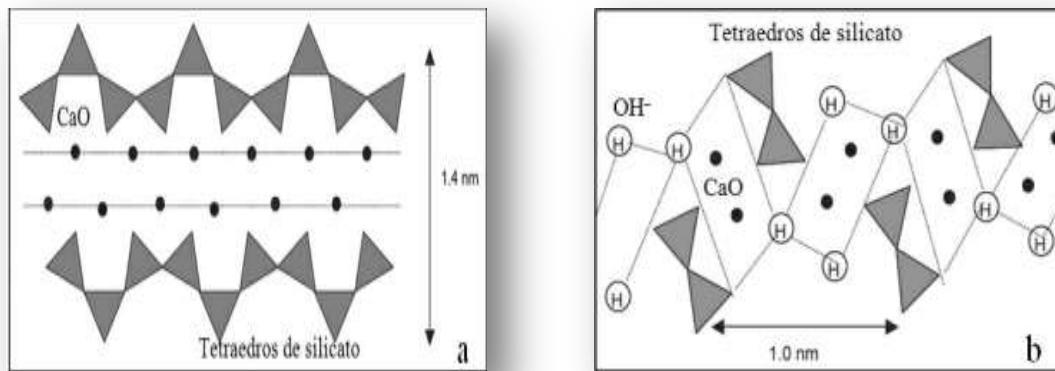 CaO
1.4 nm
Tetraedros de silicato
a
Tetraedros de silicato
OH-
H
H
H
H
H
CaO
H
H
H
H
H
H
1.0 nm
b